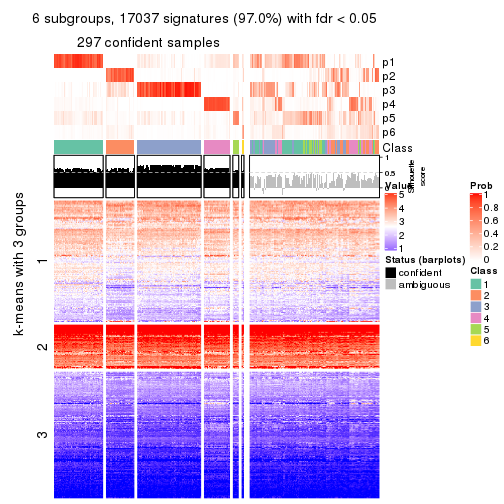 6 subgroups, 17037 signatures (97.0%) with fdr < 0.05
297 confident samples
p1
p2
p3
p4
p5
p6
Class
1
0.5
0
Silhouette
score
k-means with 3 groups
1
2
3
Value
5
4
3
2
1
Status (barplots)
confident
ambiguous
Prob
1
0.8
0.6
0.4
0.2
0
Class
1
2
3
4
5
6